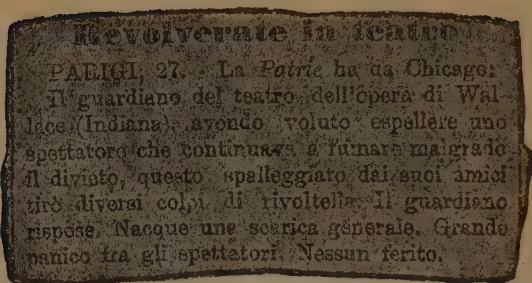 Revolverate in teatro
PARIGI, 27. - La Patrie ha da Chicago:
Il guardiano del teatro dell'opera di Wal-
lace (Indiana), avendo voluto espellere uno
spettatore che continuava a fumare malgrado
il divieto, questo spalleggiato dai suoi amici
tirò diversi colpi di rivoltella. Il guardiano
rispose. Nacque una scarica generale. Grande
panico tra gli spettatori. Nessun ferito.